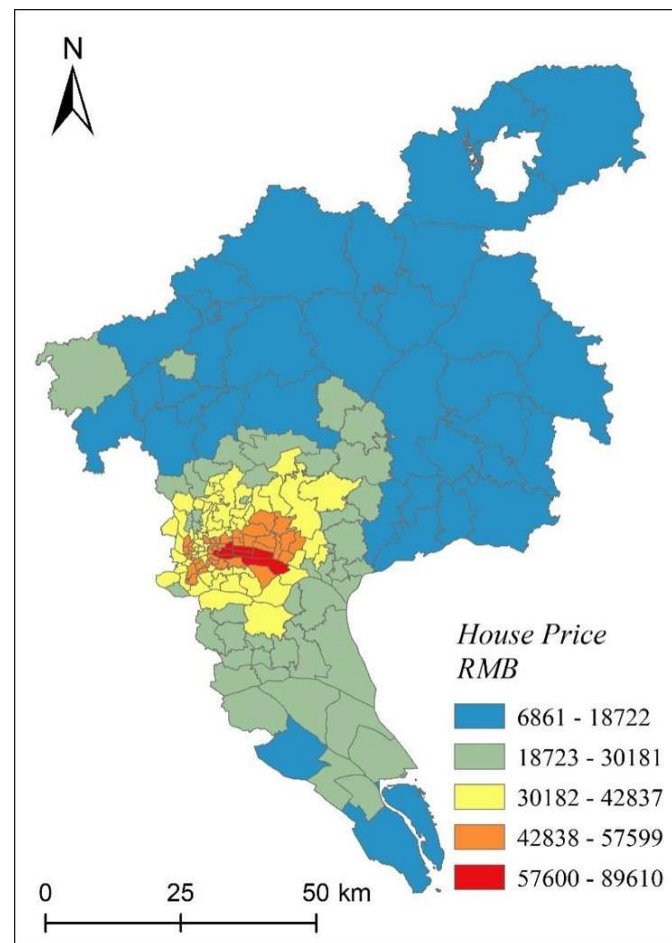 N
House Price
RMB
6861 - 18722
18723 - 30181
30182 - 42837
42838 - 57599
57600 - 89610
0 25 50 km